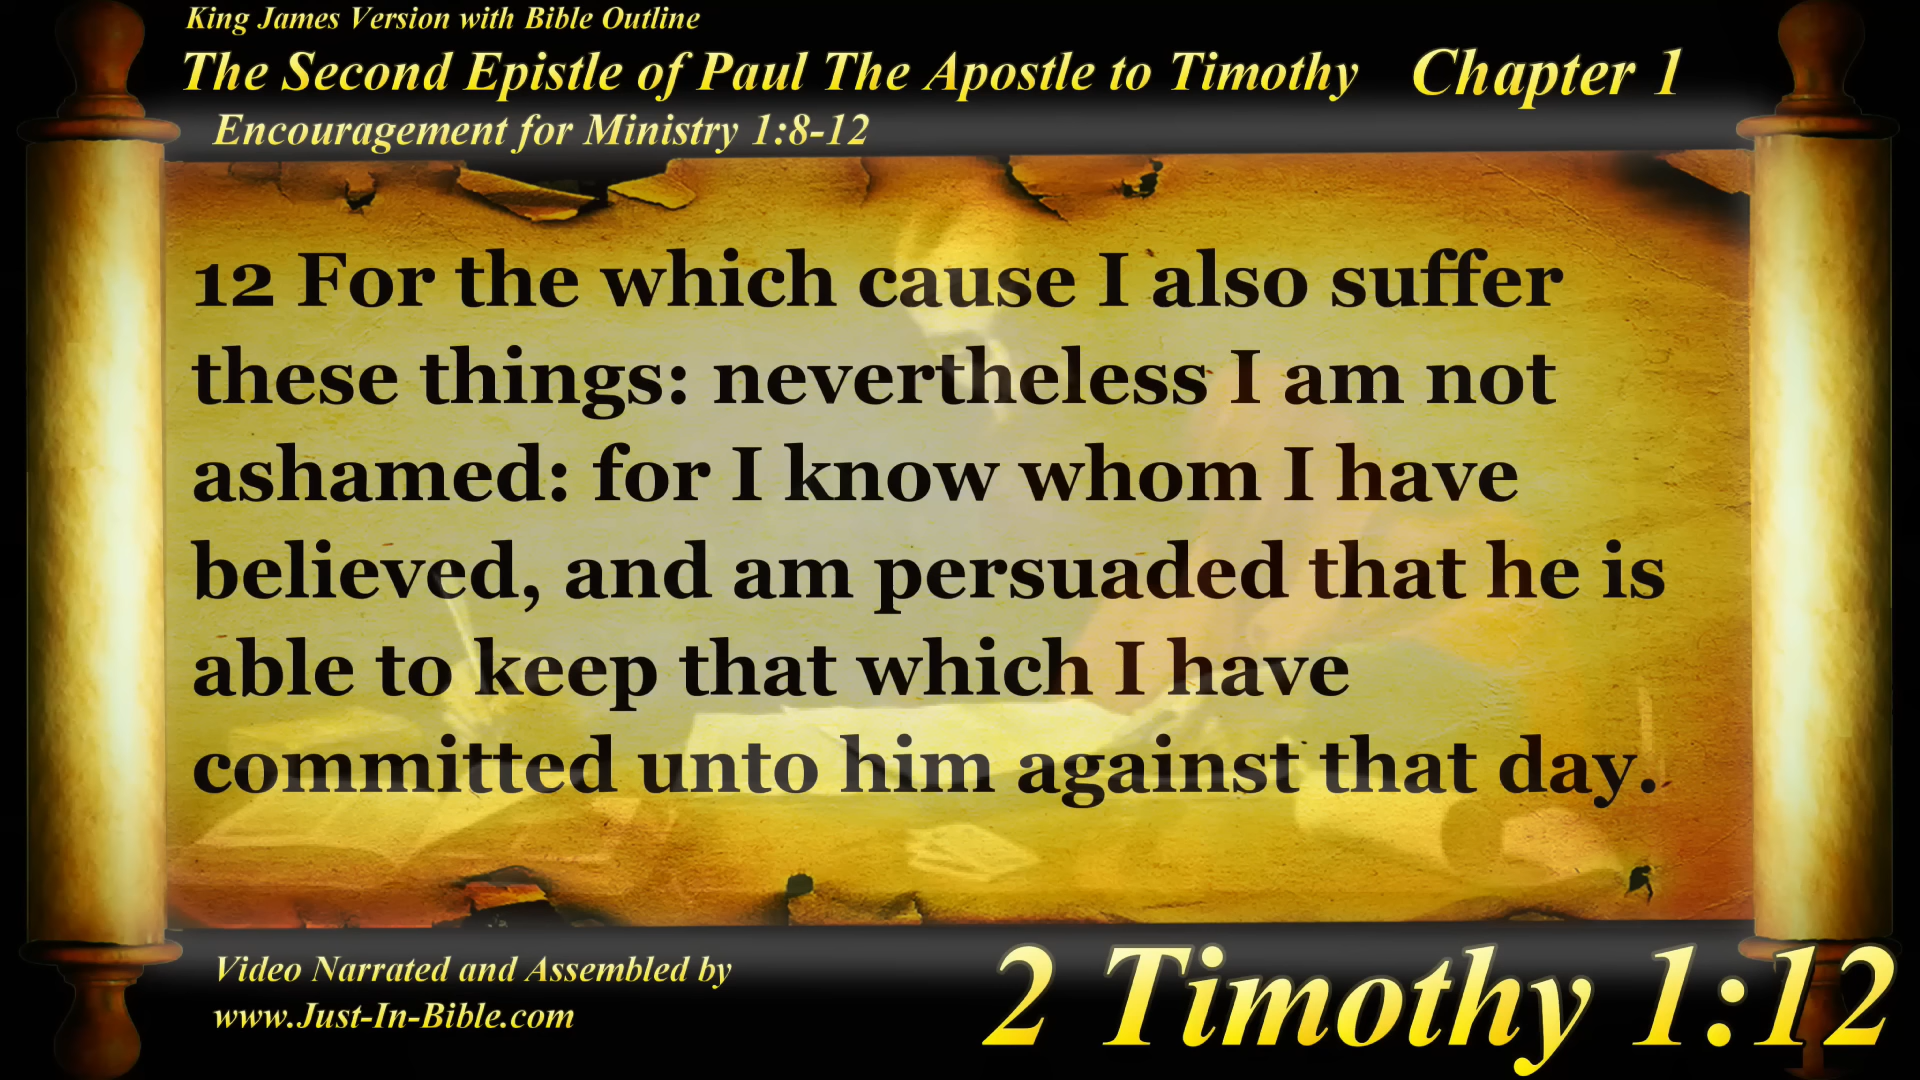 King James Version with Bible Outline
The Second Epistle of Paul The Apostle to Timothy Chapter 1
Encouragement for Ministry 1:8-12
12 For the which cause I also suffer
these things: nevertheless I am not
ashamed: for I know whom I have
believed, and am persuaded that he is
able to keep that which I have
committed unto him against that day.
Video Narrated and Assembled by
www.Just-In-Bible.com
2 Timothy 1:12